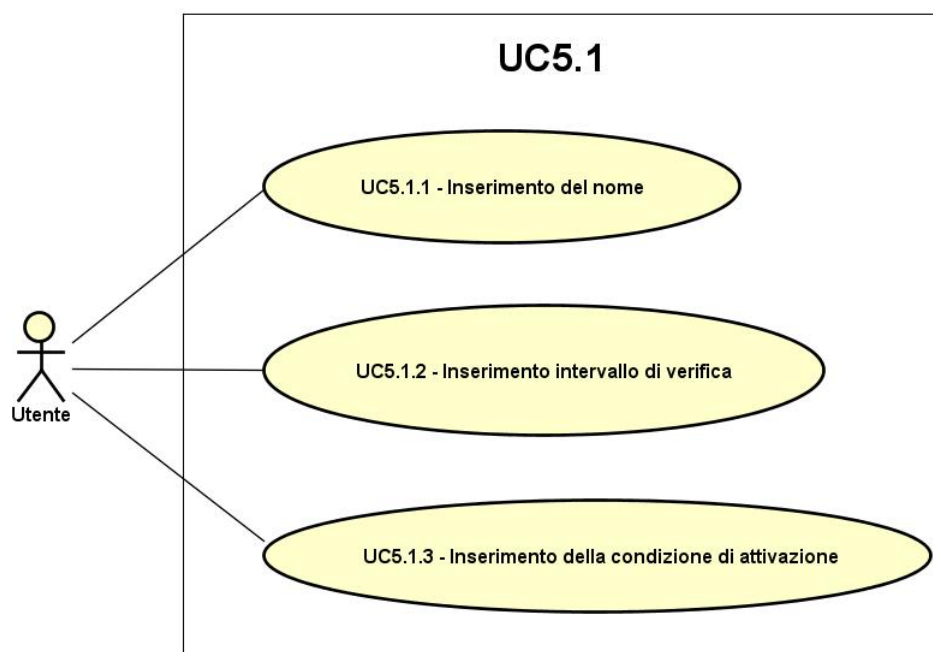 UC5.1
UC5.1.1 - Inserimento del nome
UC5.1.2 - Inserimento intervallo di verifica
Utente
UC5.1.3 - Inserimento della condizione di attivazione